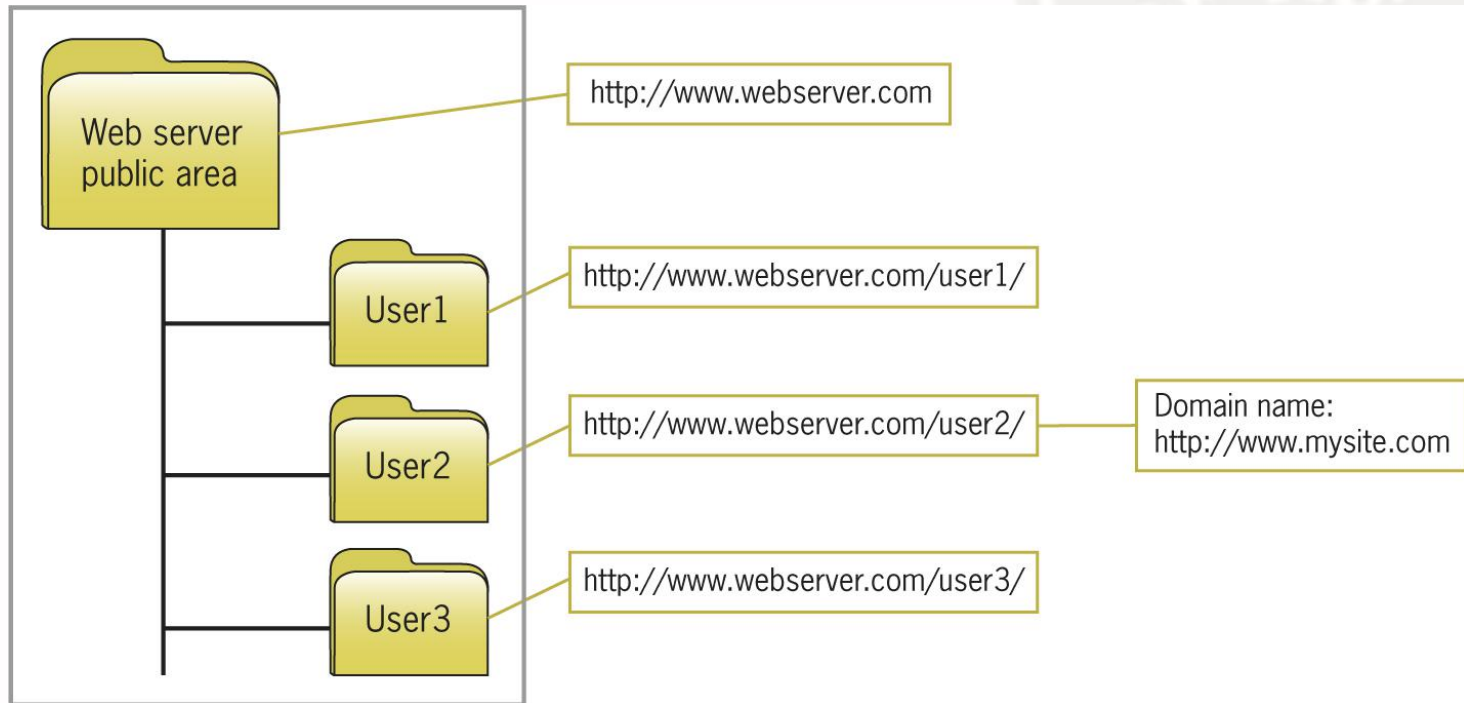 Web server
public area
http://www.webserver.com
User1
http://www.webserver.com/user1/
User2
http://www.webserver.com/user2/
Domain name:
http://www.mysite.com
User3
http://www.webserver.com/user3/